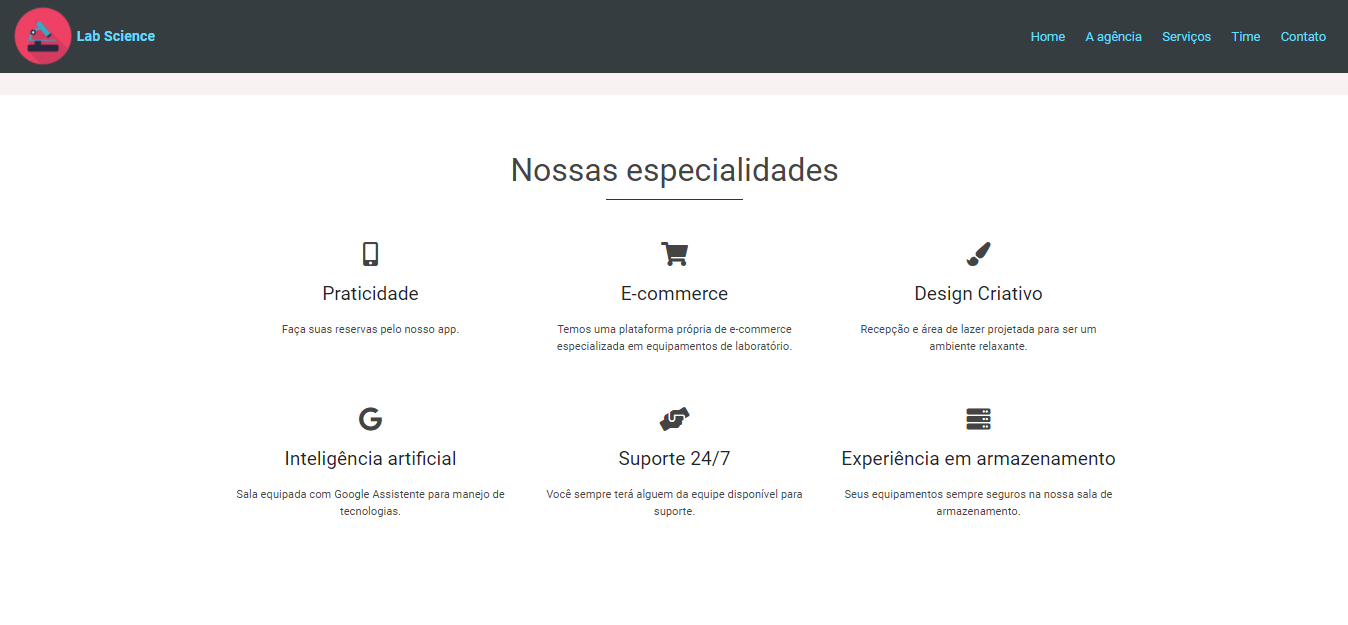 Lab Science
Home
A agência
Serviços
Time
Contato
Nossas especialidades
Praticidade
Faça suas reservas pelo nosso app.
E-commerce
Temos uma plataforma própria de e-commerce
especializada em equipamentos de laboratório.
Design Criativo
Recepção e área de lazer projetada para ser um
ambiente relaxante.
Inteligência artificial
Sala equipada com Google Assistente para manejo de
tecnologias.
Suporte 24/7
Você sempre terá alguem da equipe disponível para
suporte.
Experiência em armazenamento
Seus equipamentos sempre seguros na nossa sala de
armazenamento.